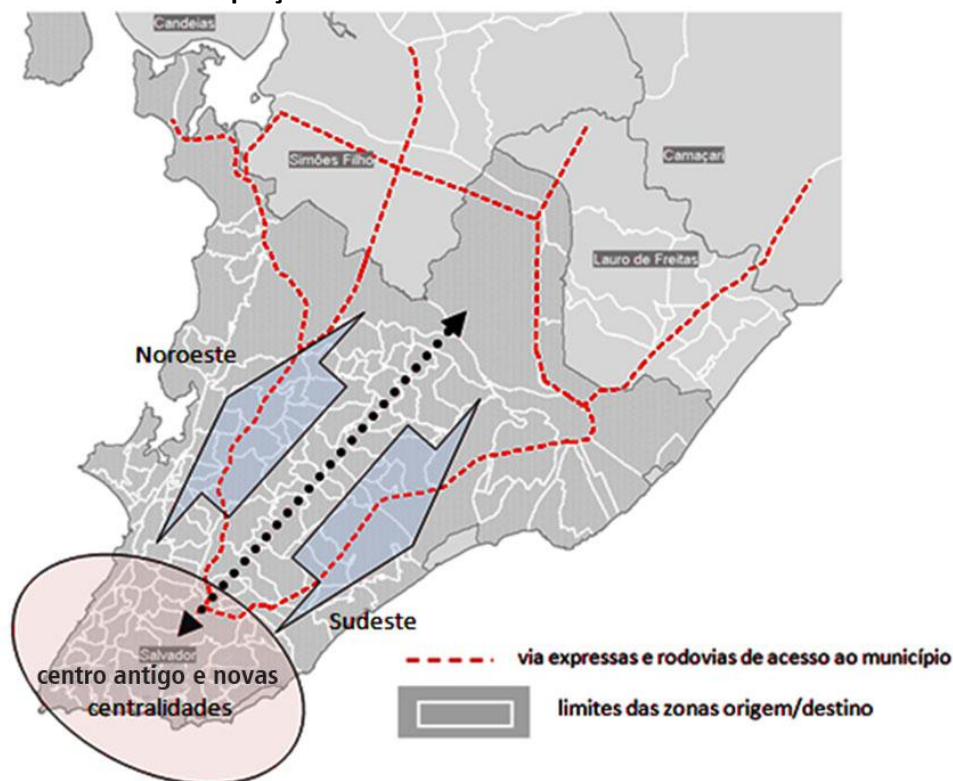 Candeias
Simões Filho
Camaçari
Lauro de Freitas
Noroeste
Sudeste
Salvador
centro antigo e novas
centralidades
via expressas e rodovias de acesso ao município
limites das zonas origem/destino